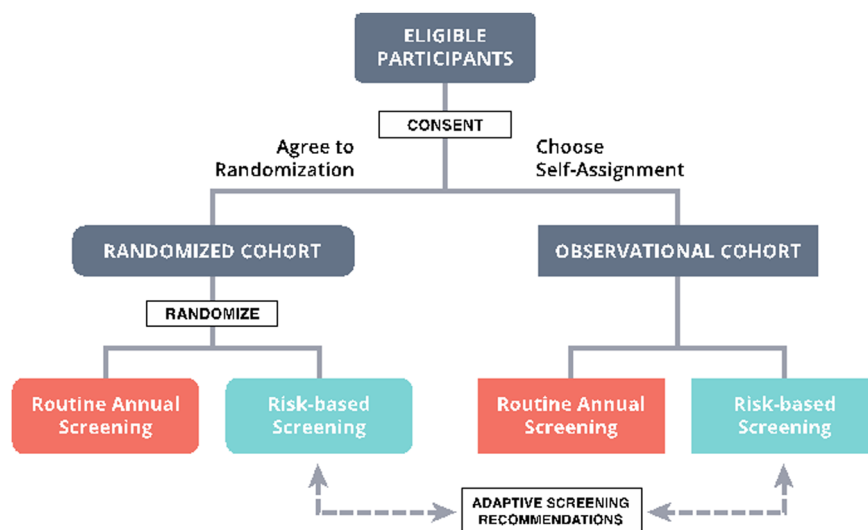 ELIGIBLE
PARTICIPANTS
CONSENT
Agree to
Randomization
Choose
Self-Assignment
RANDOMIZED COHORT
OBSERVATIONAL COHORT
RANDOMIZE
Routine Annual
Screening
Risk-based
Screening
Routine Annual
Screening
Risk-based
Screening
ADAPTIVE SCREENING
RECOMMENDATIONS